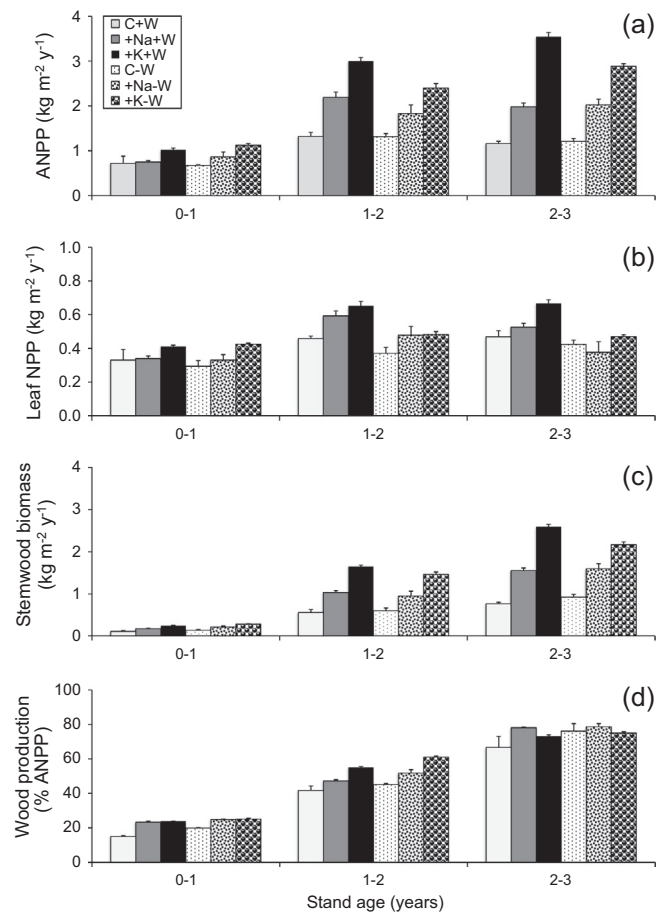 (a)
C+W
+Na+W
+K+W
C-W
+Na-W
+K-W
ANPP (kg m-2 y-1)
4
3
2
1
0
0-1 1-2 2-3
(b)
Leaf NPP (kg m-2 y-1)
1.0
0.8
0.6
0.4
0.2
0.0
0-1 1-2 2-3
(c)
Stemwood biomass
(kg m-2 y-1)
4
3
2
1
0
0-1 1-2 2-3
(d)
Wood production
(% ANPP)
100
80
60
40
20
0
0-1 1-2 2-3
Stand age (years)